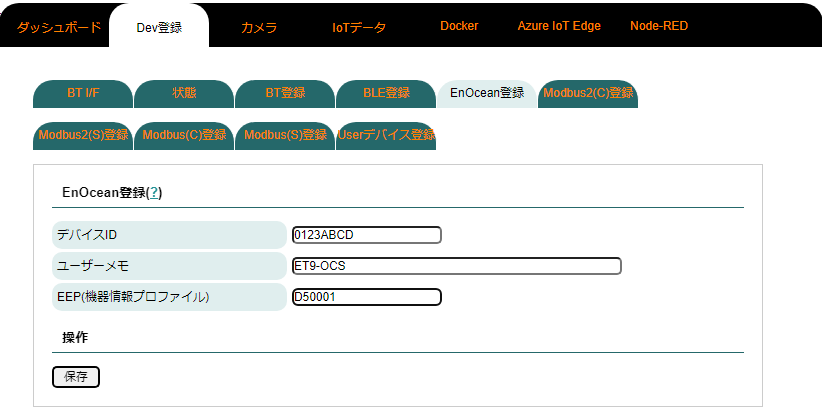 ダッシュボード Dev登録 カメラ IoTデータ Docker Azure IoT Edge Node-RED
BT I/F 状態 BT登録 BLE登録 EnOcean登録 Modbus2(C)登録
Modbus2(S)登録 Modbus(C)登録 Modbus(S)登録 Userデバイス登録
EnOcean登録(?)
デバイスID 0123ABCD
ユーザーメモ ET9-OCS
EEP(機器情報プロファイル) D50001
操作
保存